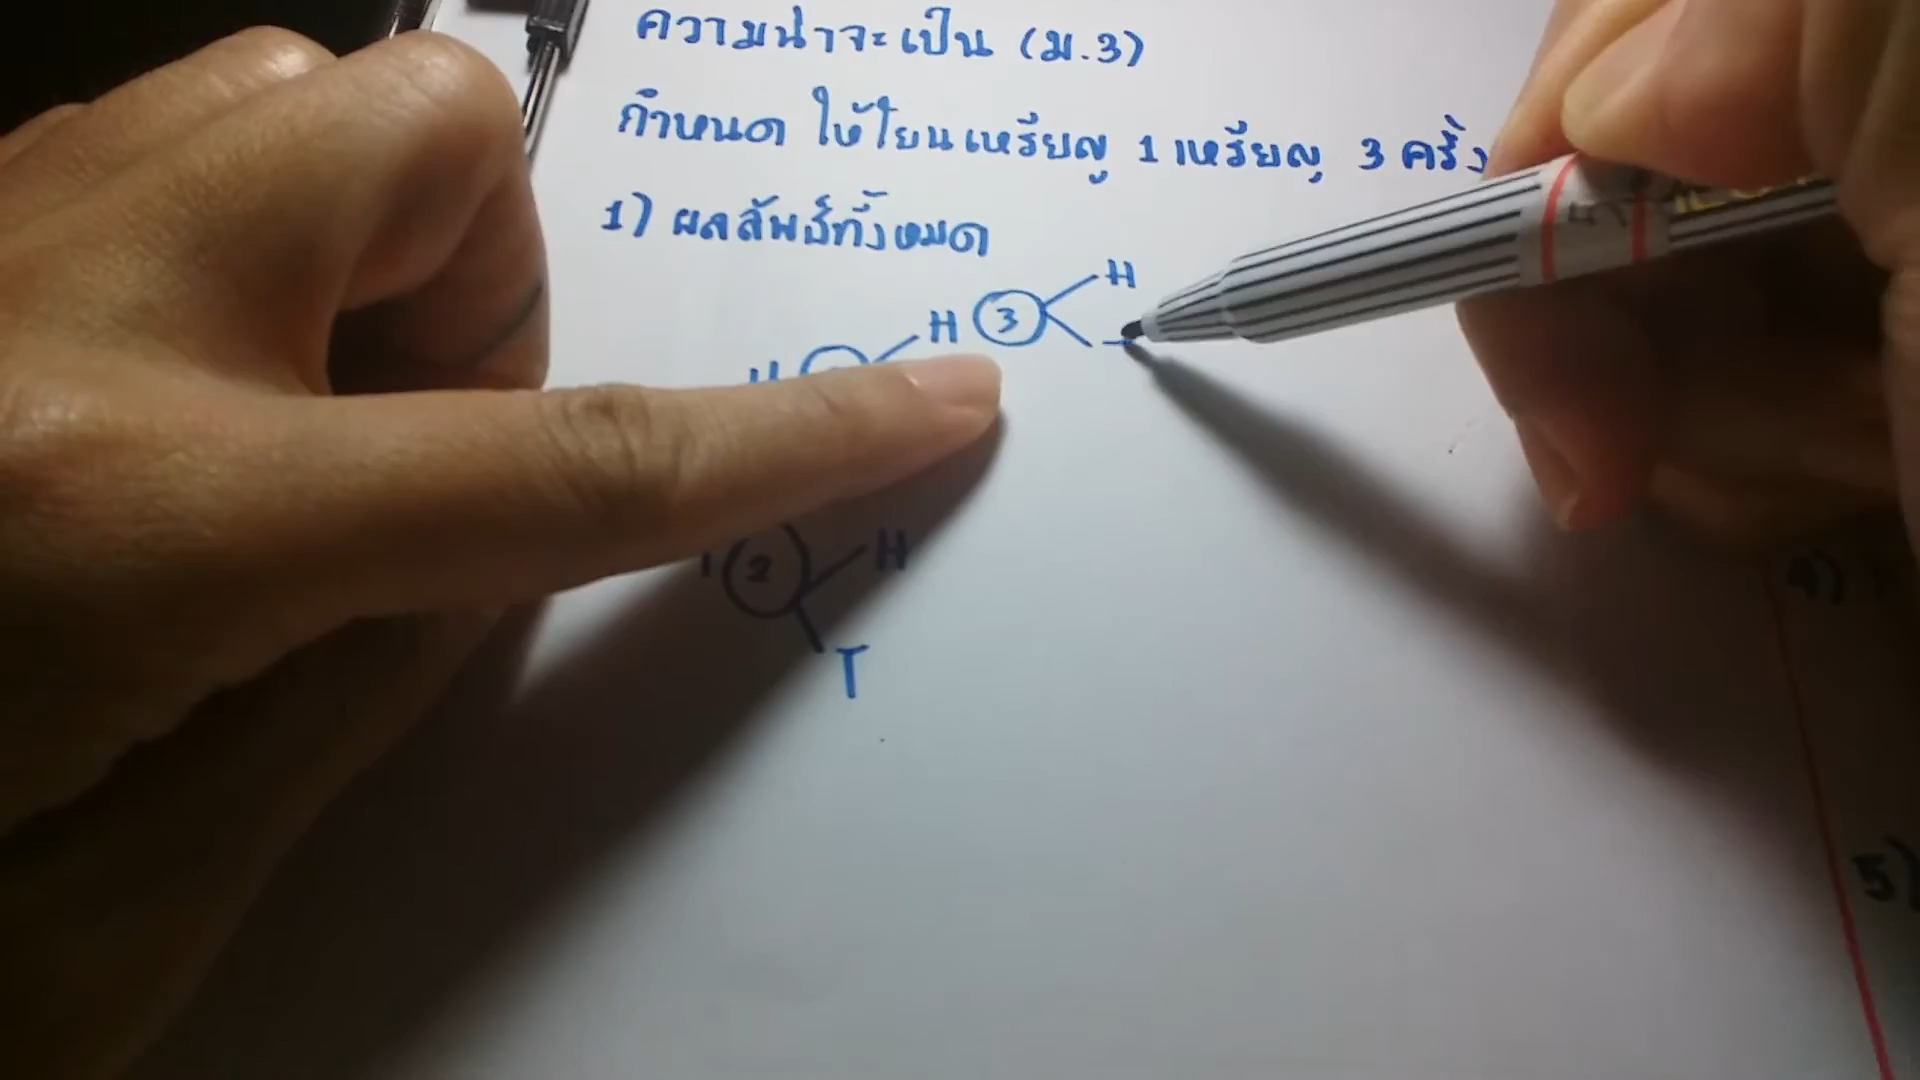 ความน่าจะเป็น (ม.3)
กำหนด ให้โยนเหรียญ 1 เหรียญ 3 ครั้ง
1) ผลลัพธ์ทั้งหมด
H
H 3
H
2 H
T
4)
5)